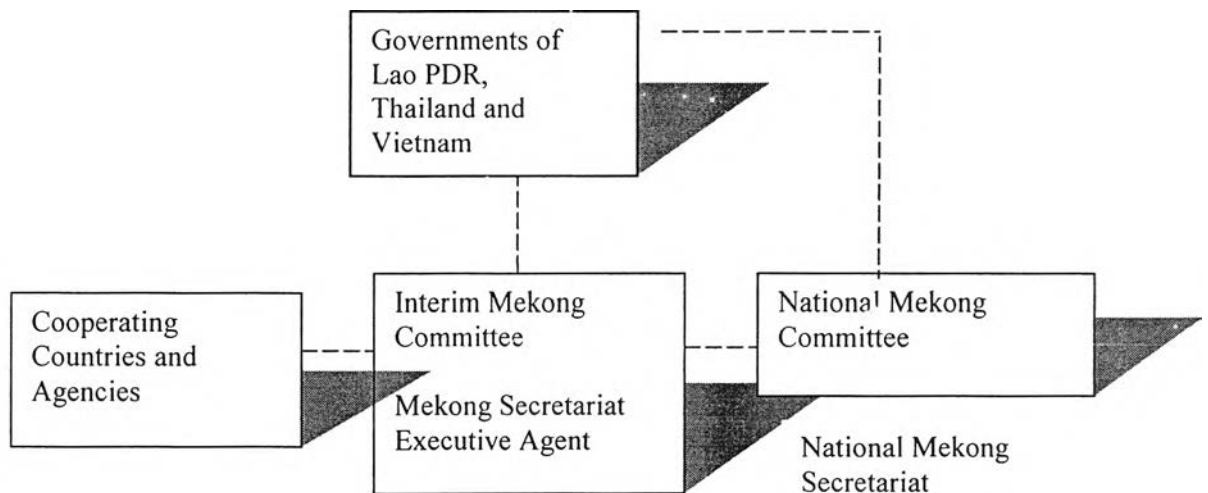 Governments of
Lao PDR,
Thailand and
Vietnam
Cooperating
Countries and
Agencies
Interim Mekong
Committee
Mekong Secretariat
Executive Agent
National Mekong
Committee
National Mekong
Secretariat